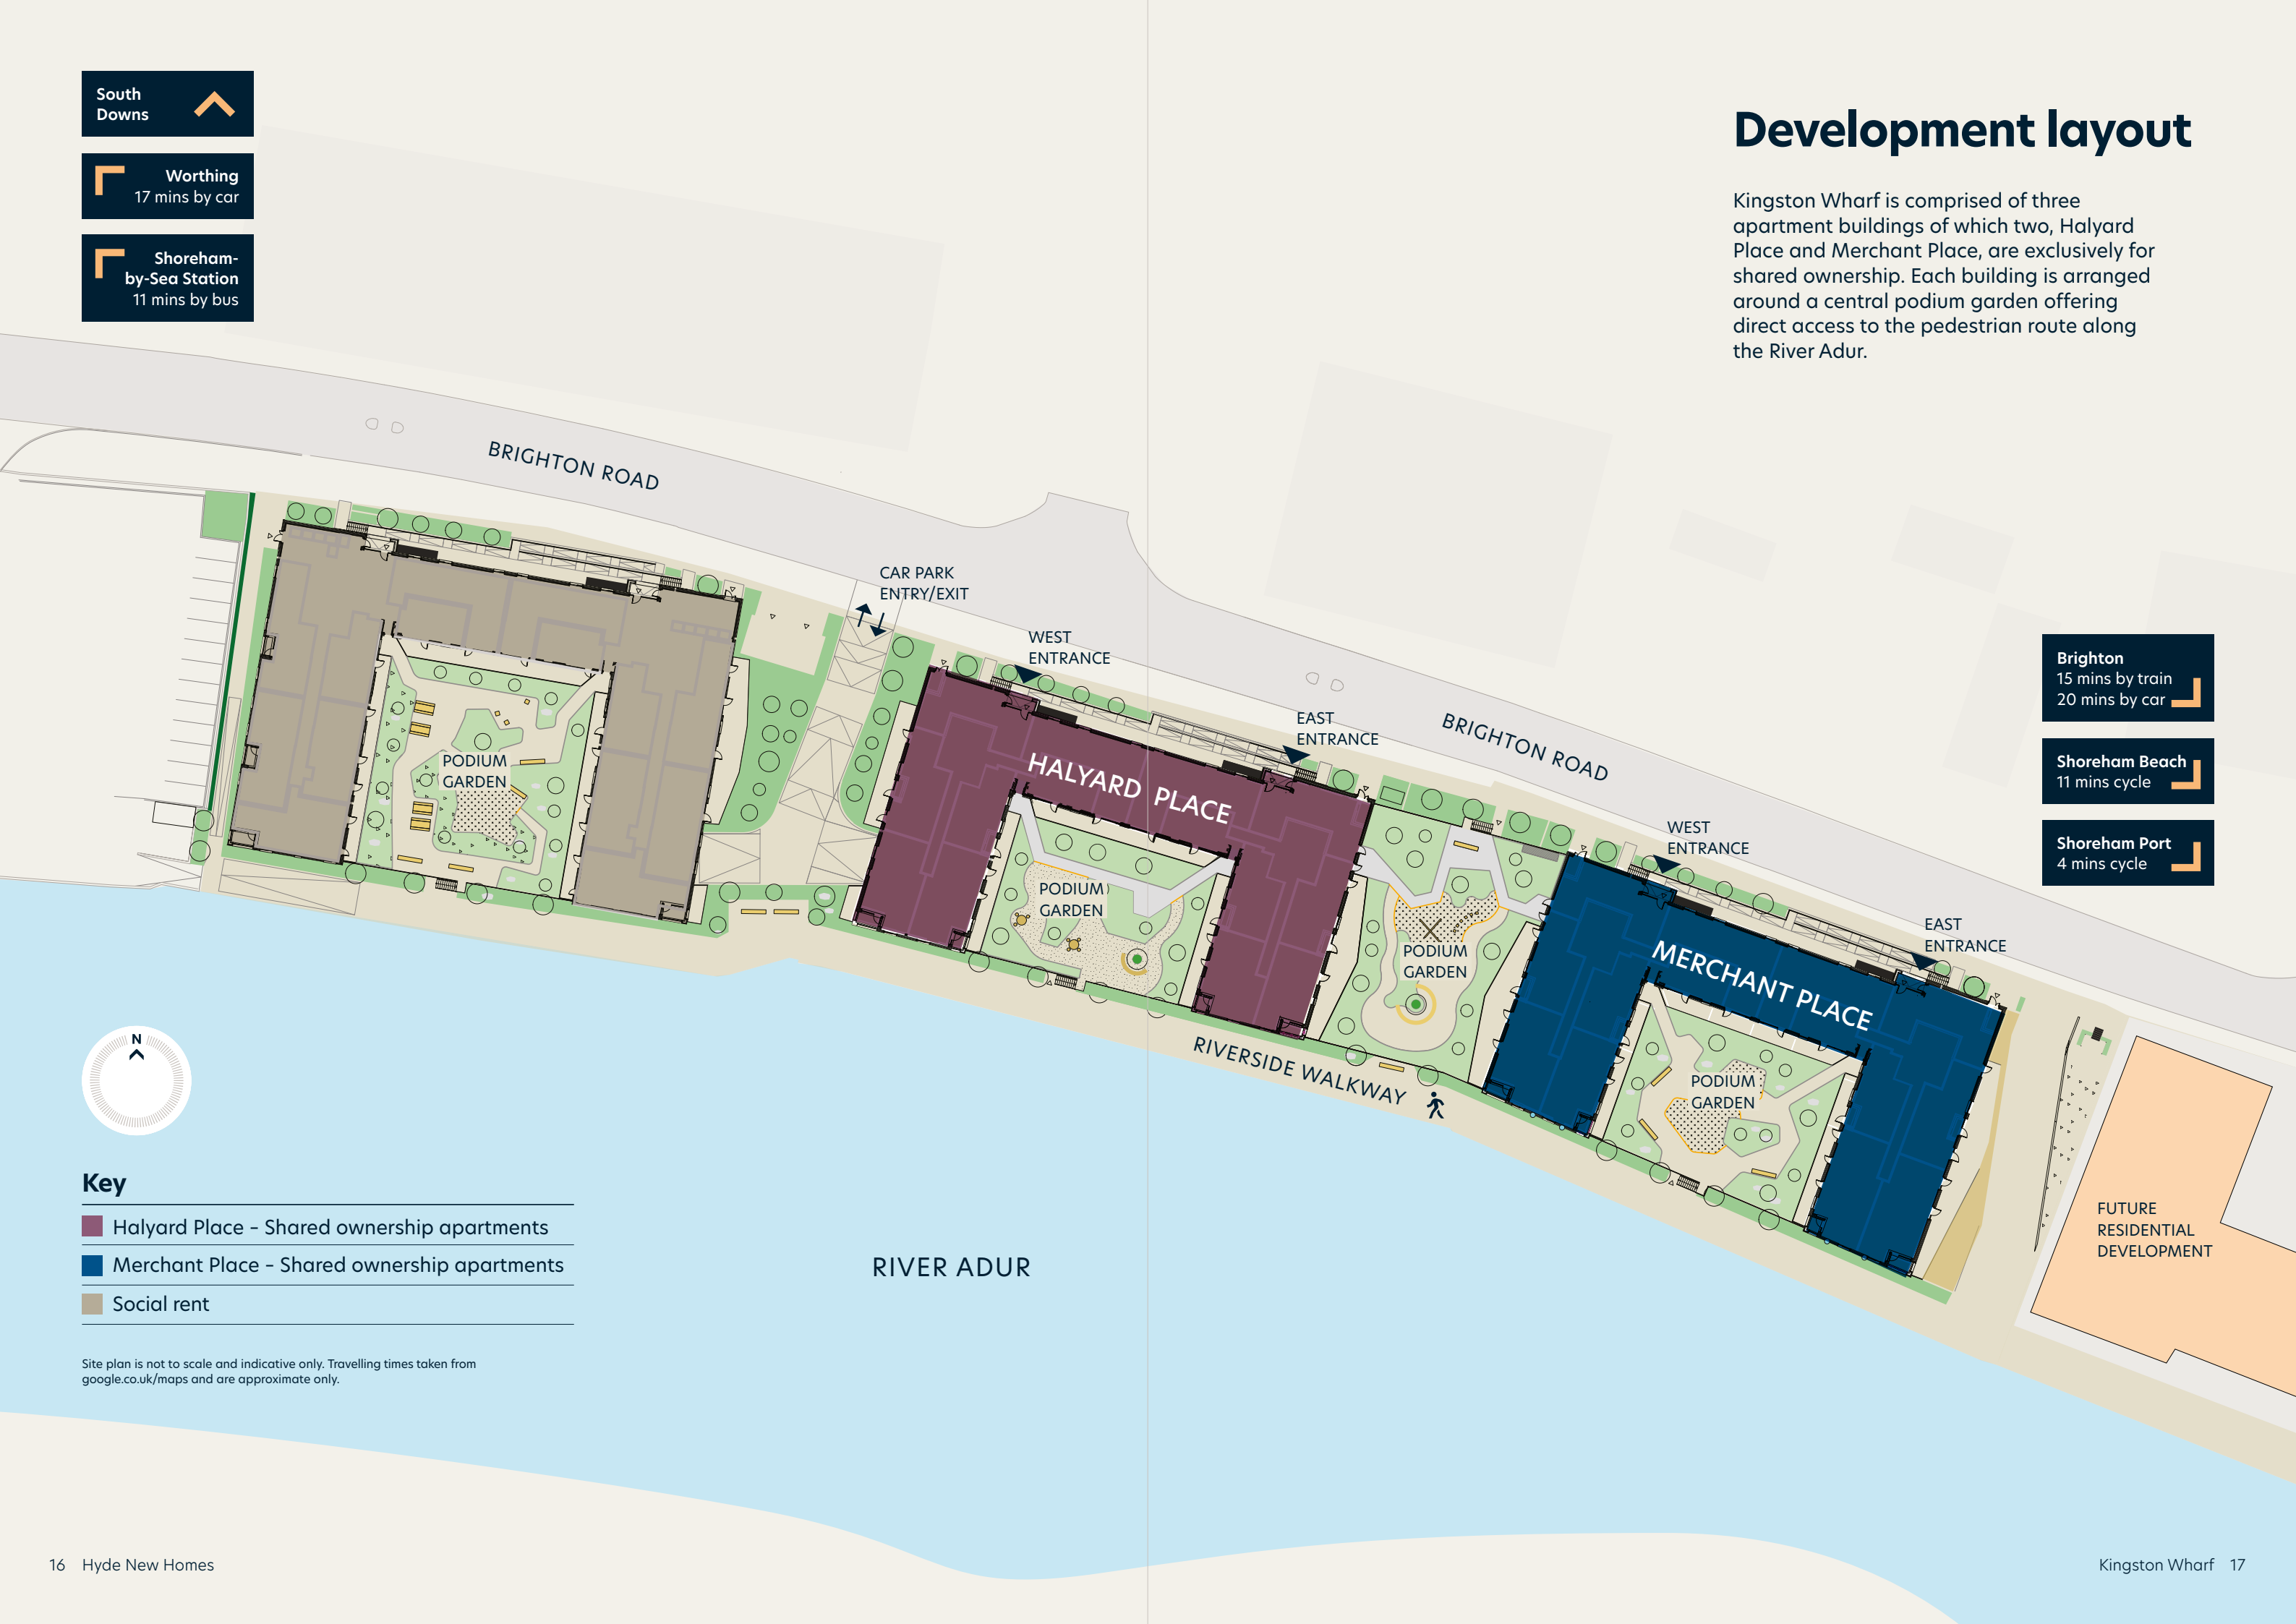 South
Downs
Worthing
17 mins by car
Shoreham-
by-Sea Station
11 mins by bus
Development layout
Kingston Wharf is comprised of three
apartment buildings of which two, Halyard
Place and Merchant Place, are exclusively for
shared ownership. Each building is arranged
around a central podium garden offering
direct access to the pedestrian route along
the River Adur.
BRIGHTON ROAD
CAR PARK
ENTRY/EXIT
WEST
ENTRANCE
EAST
ENTRANCE
BRIGHTON ROAD
Brighton
15 mins by train
20 mins by car
Shoreham Beach
11 mins cycle
Shoreham Port
4 mins cycle
PODIUM
GARDEN
HALYARD PLACE
PODIUM
GARDEN
WEST
ENTRANCE
EAST
ENTRANCE
PODIUM
GARDEN
MERCHANT PLACE
PODIUM
GARDEN
RIVERSIDE WALKWAY
FUTURE
RESIDENTIAL
DEVELOPMENT
RIVER ADUR
N
Key
Halyard Place – Shared ownership apartments
Merchant Place – Shared ownership apartments
Social rent
Site plan is not to scale and indicative only. Travelling times taken from
google.co.uk/maps and are approximate only.
16 Hyde New Homes
Kingston Wharf 17